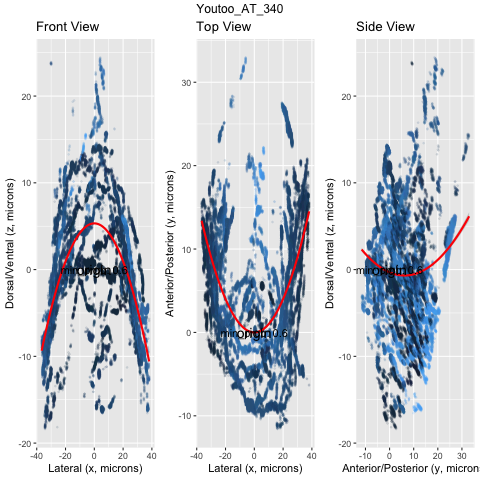 Youtoo_AT_340
Front View
Top View
Side View
Dorsal/Ventral (z, microns)
20
10
0
-10
-20
-40 -20 0 20 40
Lateral (x, microns)
Anterior/Posterior (y, microns)
30
20
10
0
-10
-40 -20 0 20 40
Lateral (x, microns)
Dorsal/Ventral (z, microns)
20
10
0
-10
-20
-10 0 10 20 30
Anterior/Posterior (y, micron